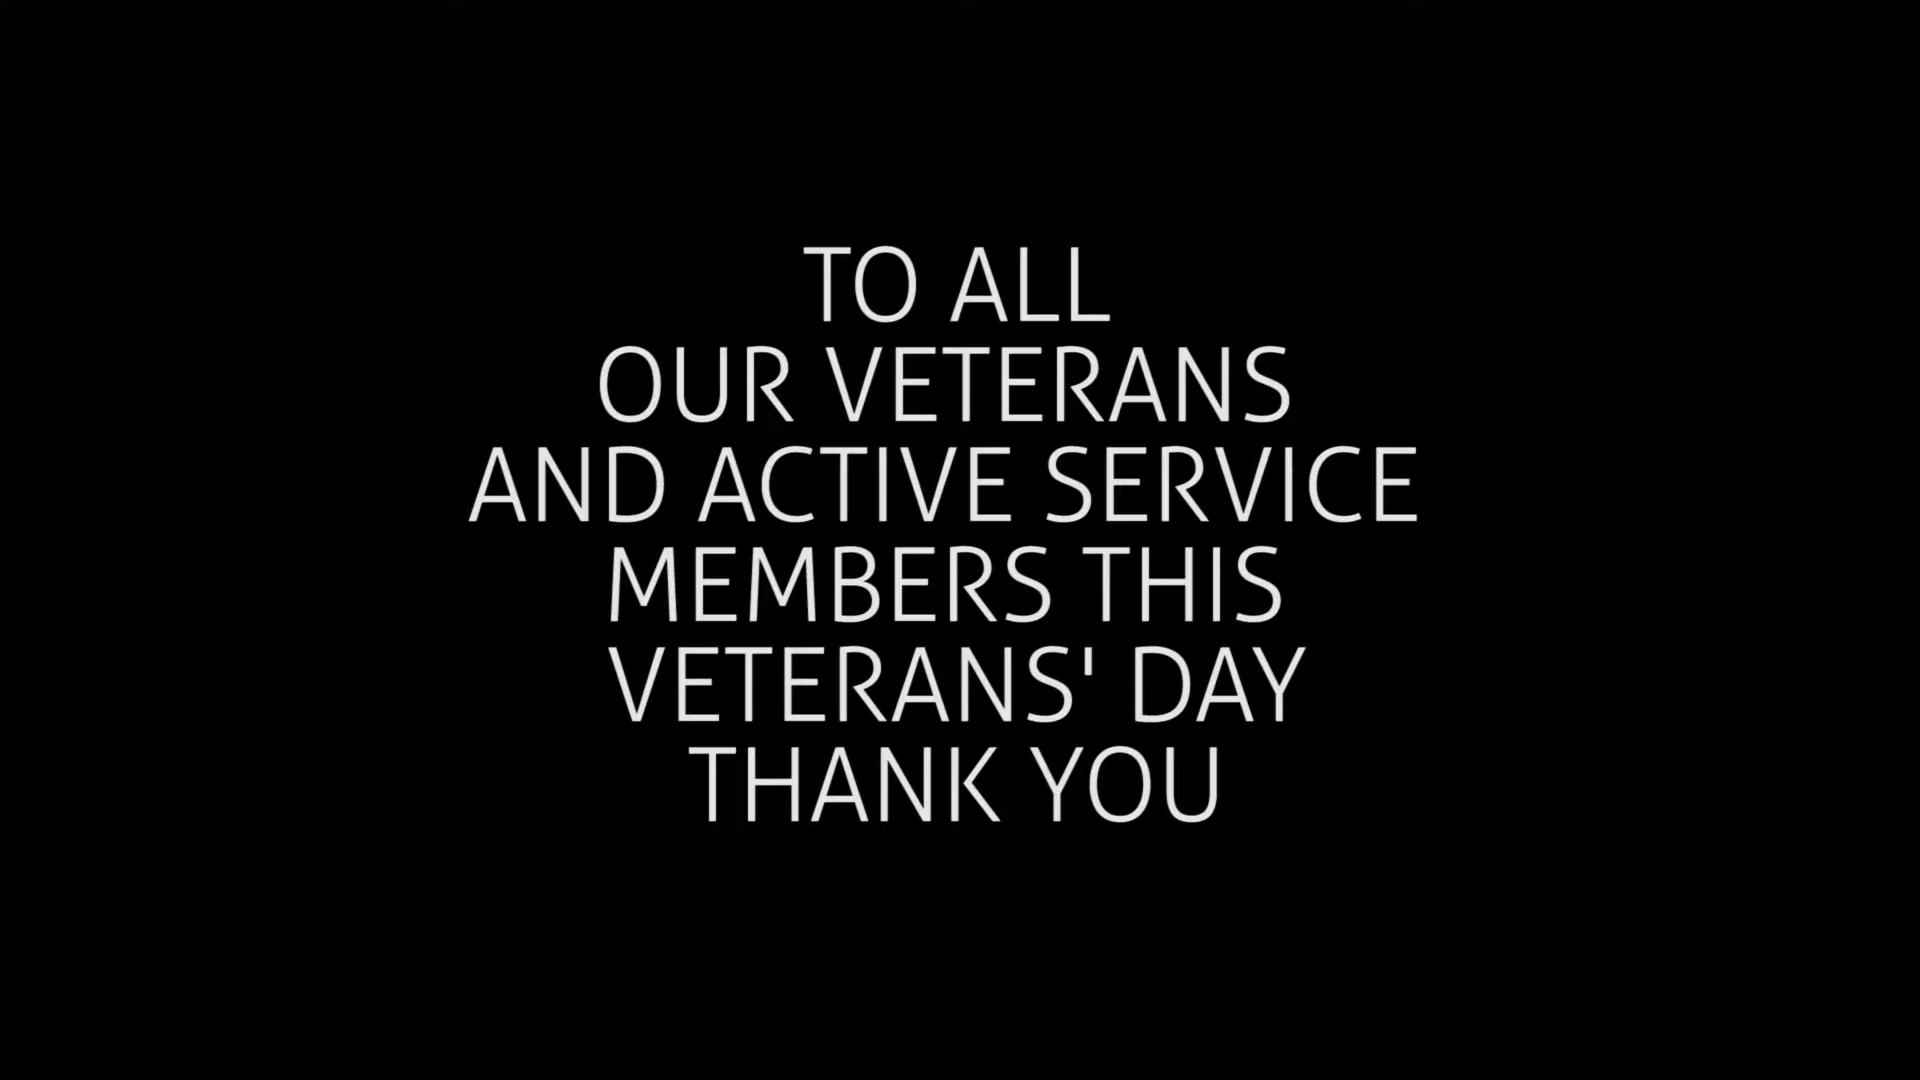 TO ALL
OUR VETERANS
AND ACTIVE SERVICE
MEMBERS THIS
VETERANS' DAY
THANK YOU